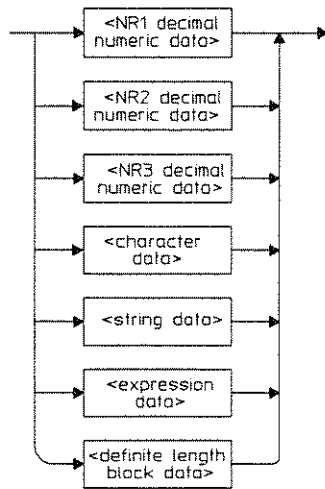 <NR1 decimal
numeric data>
<NR2 decimal
numeric data>
<NR3 decimal
numeric data>
<character
data>
<string data>
<expression
data>
<definite length
block data>